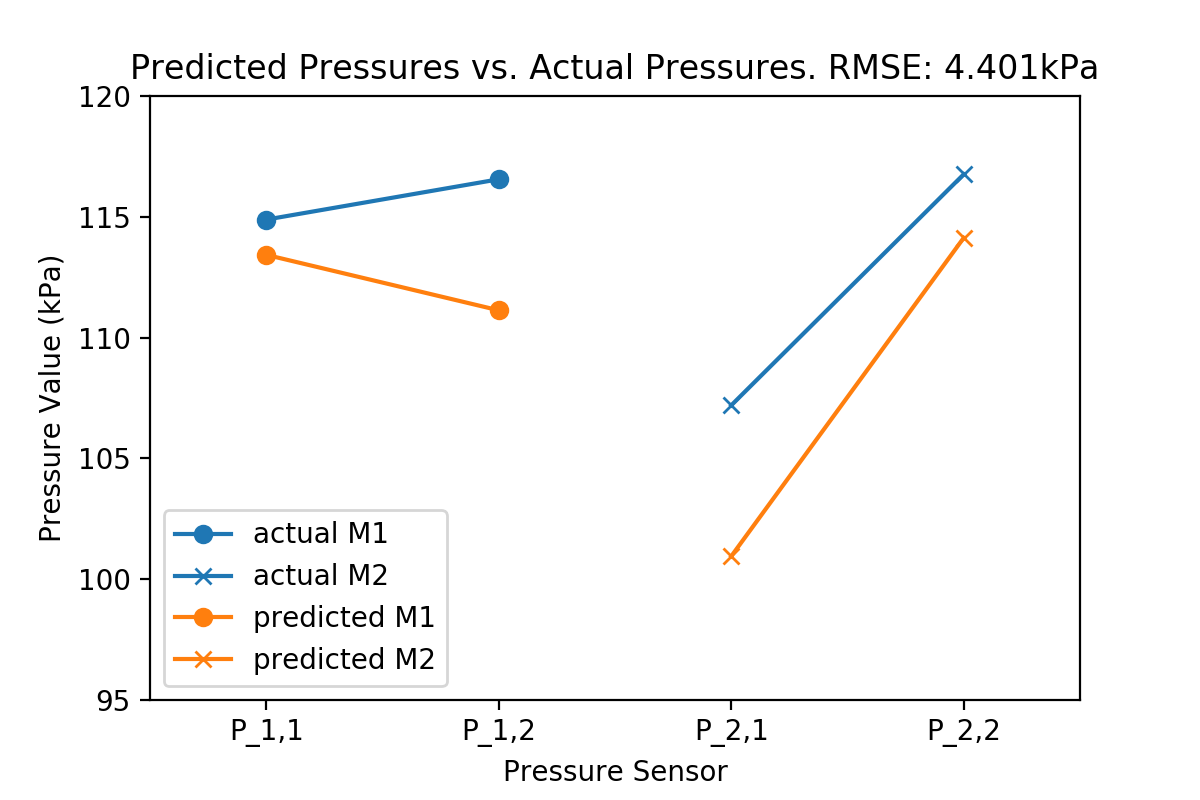 Predicted Pressures vs. Actual Pressures. RMSE: 4.401kPa
120
115
110
105
100
95
Pressure Value (kPa)
actual M1
actual M2
predicted M1
predicted M2
P_1,1
P_1,2
P_2,1
P_2,2
Pressure Sensor